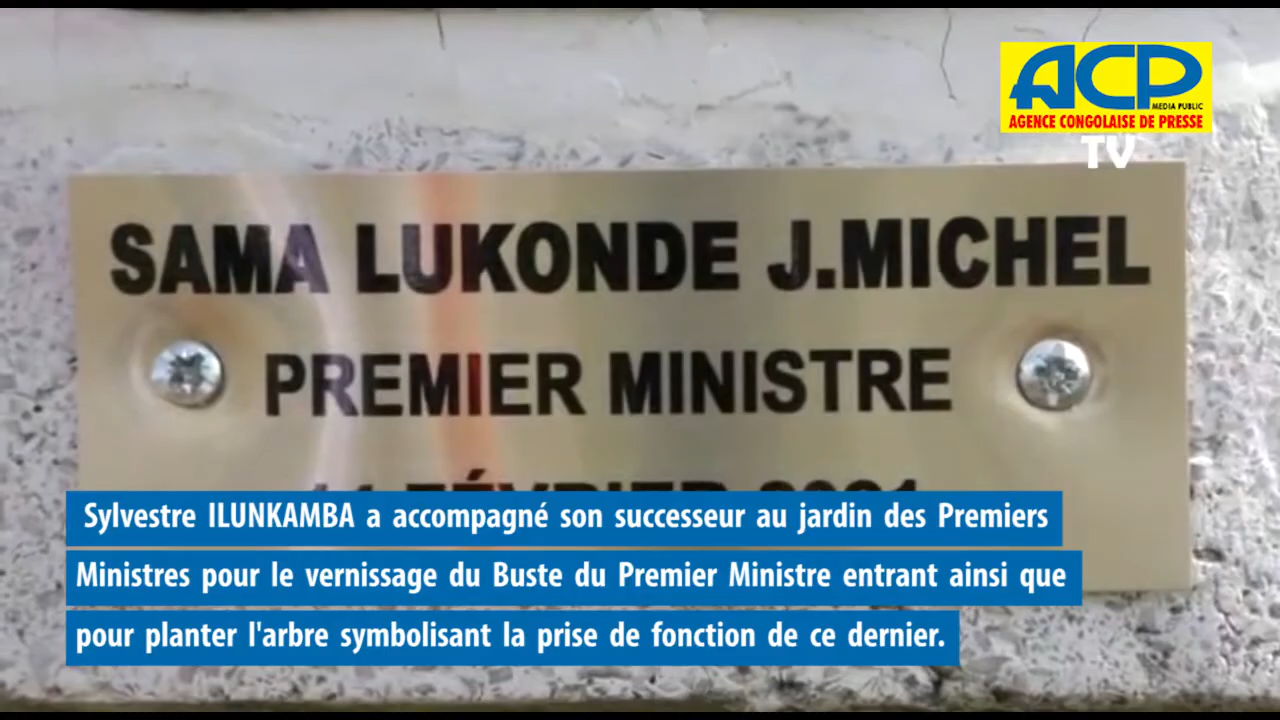 ACP
MEDIA PUBLIC
AGENCE CONGOLAISE DE PRESSE
TV
SAMA LUKONDE J.MICHEL
PREMIER MINISTRE
FÉVRIER
Sylvestre ILUNKAMBA a accompagné son successeur au jardin des Premiers
Ministres pour le vernissage du Buste du Premier Ministre entrant ainsi que
pour planter l'arbre symbolisant la prise de fonction de ce dernier.